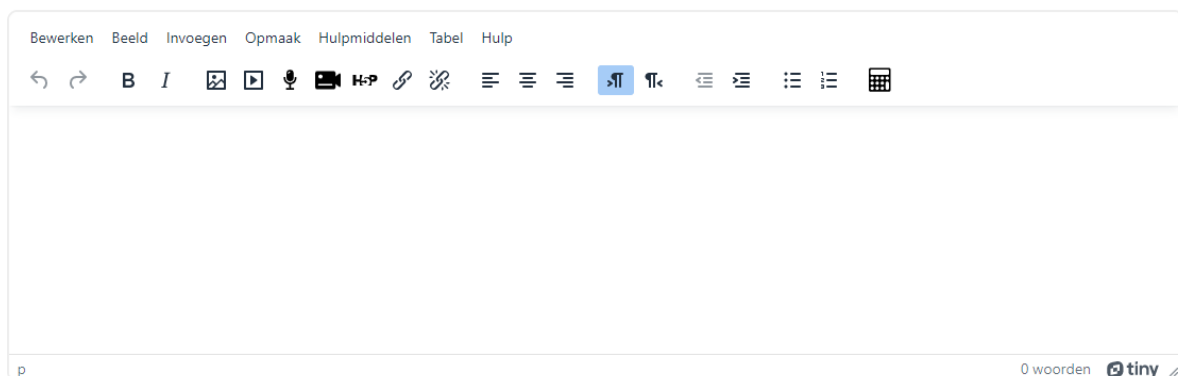 Bewerken Beeld Invoegen Opmaak Hulpmiddelen Tabel Hulp
B I H-P
p 0 woorden tiny